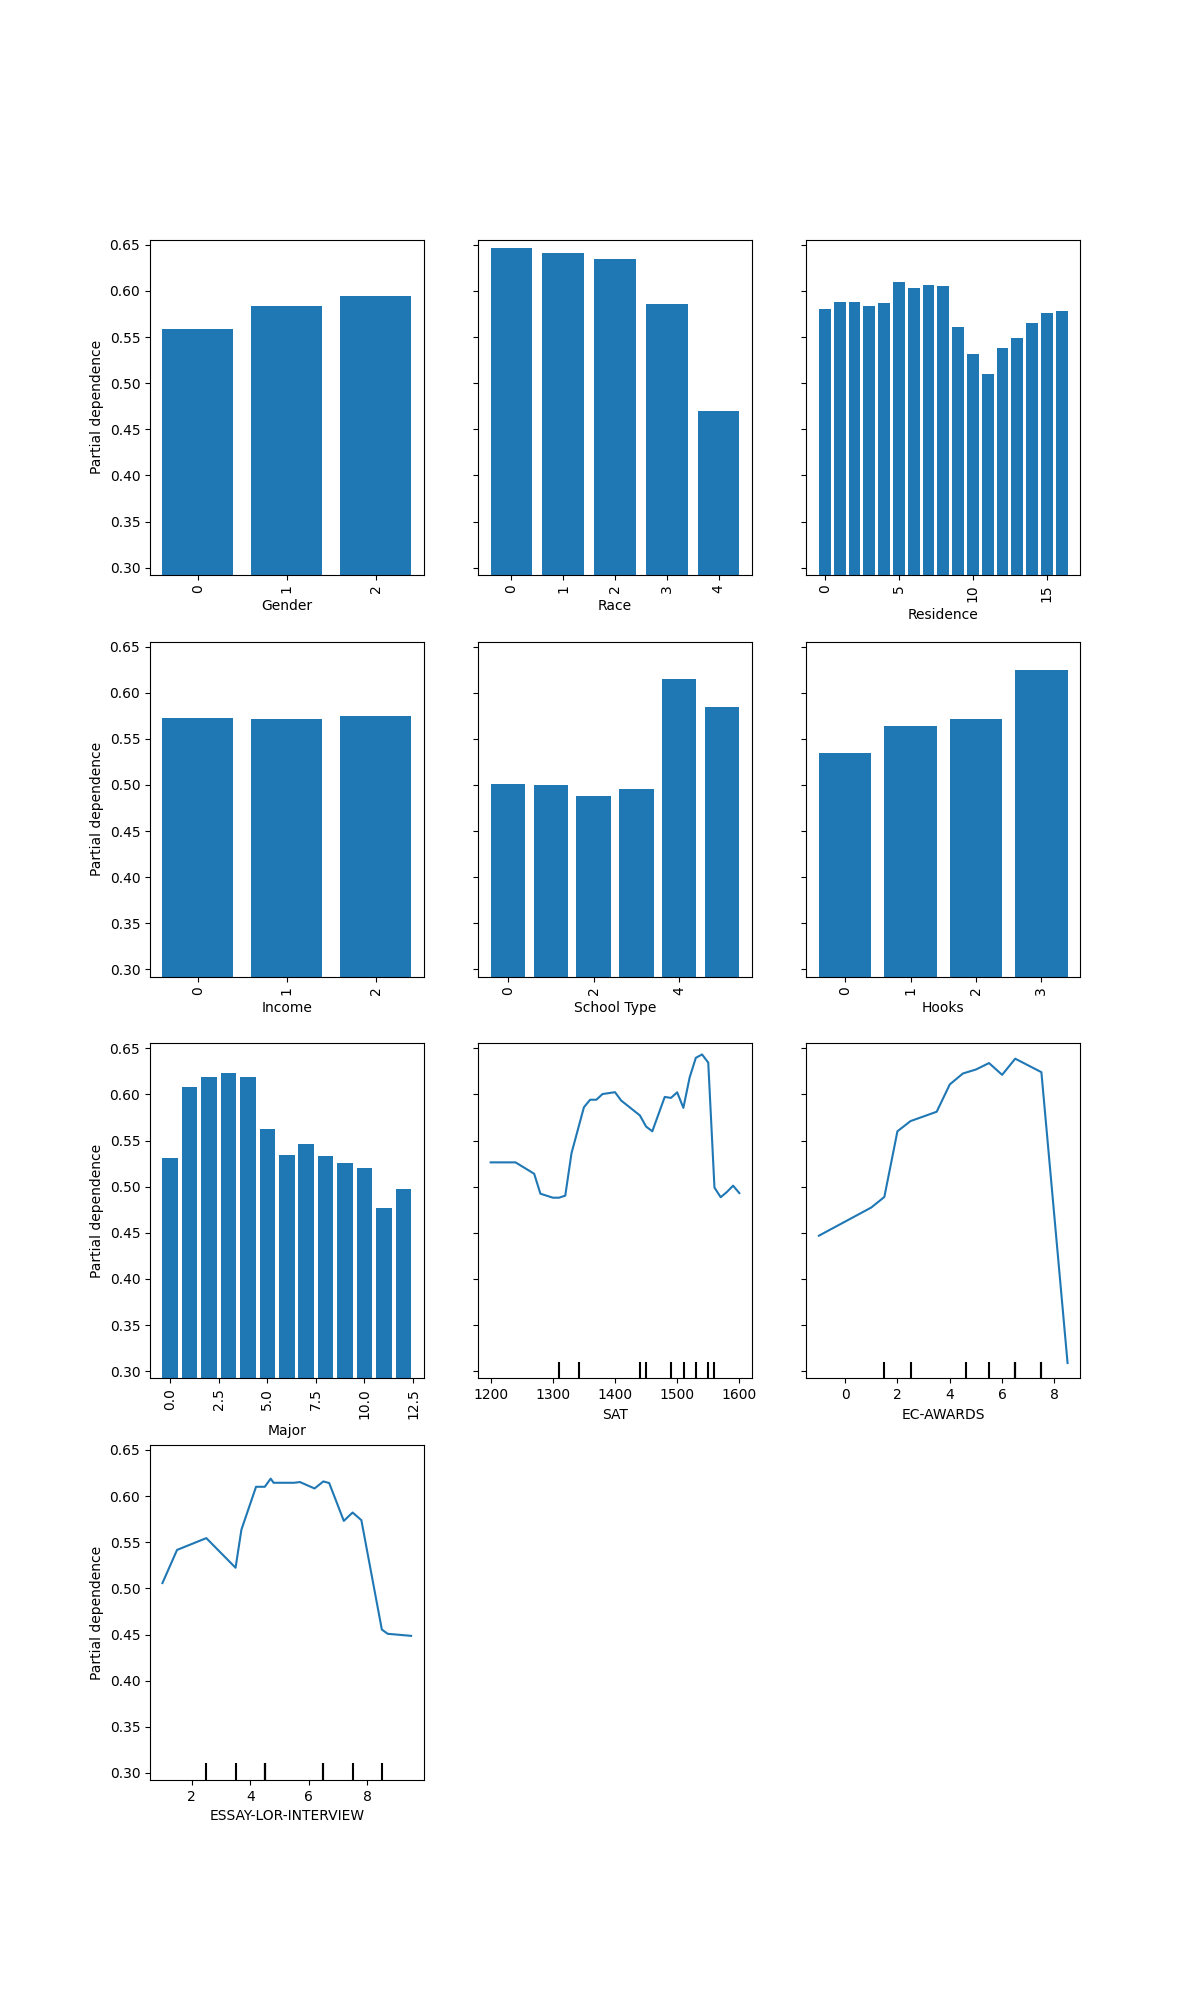 0.65
0.60
0.55
0.50
0.45
0.40
0.35
0.30
Partial dependence
0 1 2
Gender
0 1 2 3 4
Race
0 5 10 15
Residence
0.65
0.60
0.55
0.50
0.45
0.40
0.35
0.30
Partial dependence
0 1 2
Income
0 2 4
School Type
0 1 2 3
Hooks
0.65
0.60
0.55
0.50
0.45
0.40
0.35
0.30
Partial dependence
0.0 2.5 5.0 7.5 10.0 12.5
Major
1200 1300 1400 1500 1600
SAT
0 2 4 6 8
EC-AWARDS
0.65
0.60
0.55
0.50
0.45
0.40
0.35
0.30
Partial dependence
2 4 6 8
ESSAY-LOR-INTERVIEW